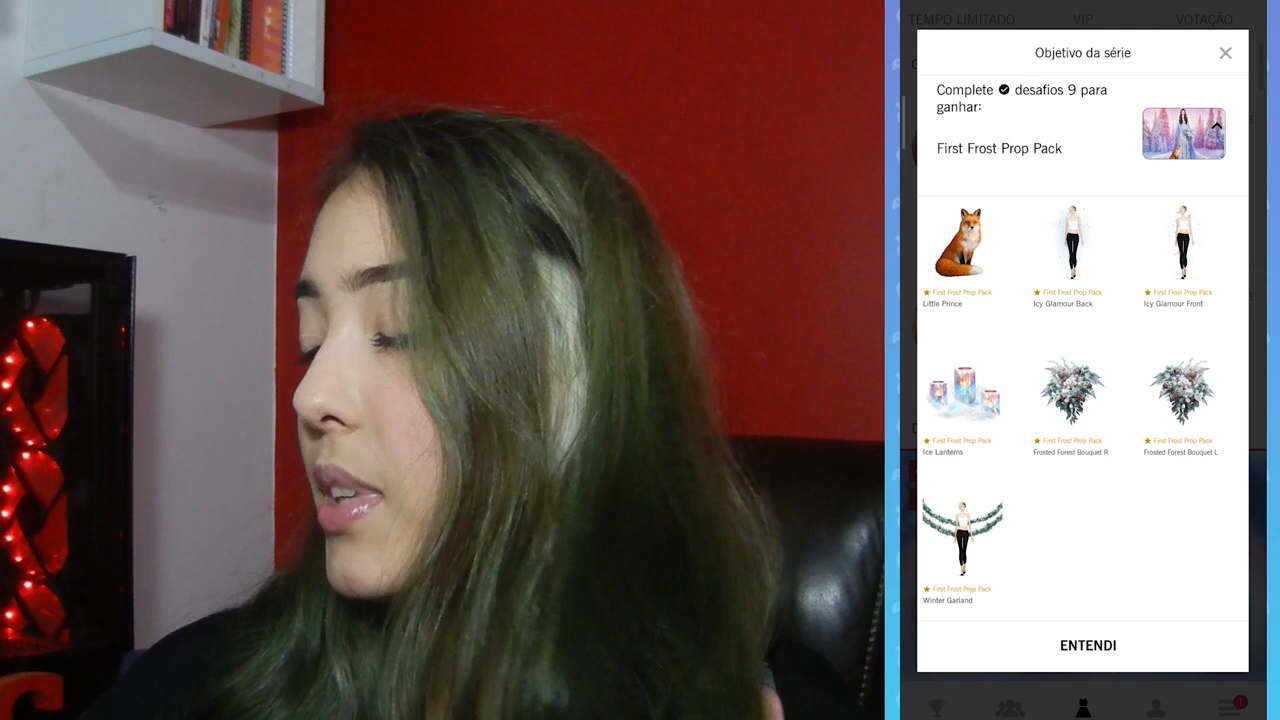 TEMPO LIMITADO VIP VOTAÇÃO
Objetivo da série
Complete desafios 9 para
ganhar:
First Frost Prop Pack
First Frost Prop Pack First Frost Prop Pack First Frost Prop Pack
Little Prince Icy Glamour Back Icy Glamour Front
First Frost Prop Pack First Frost Prop Pack First Frost Prop Pack
Ice Lanterns Frosted Forest Bouquet R Frosted Forest Bouquet L
First Frost Prop Pack
Winter Garland
ENTENDI